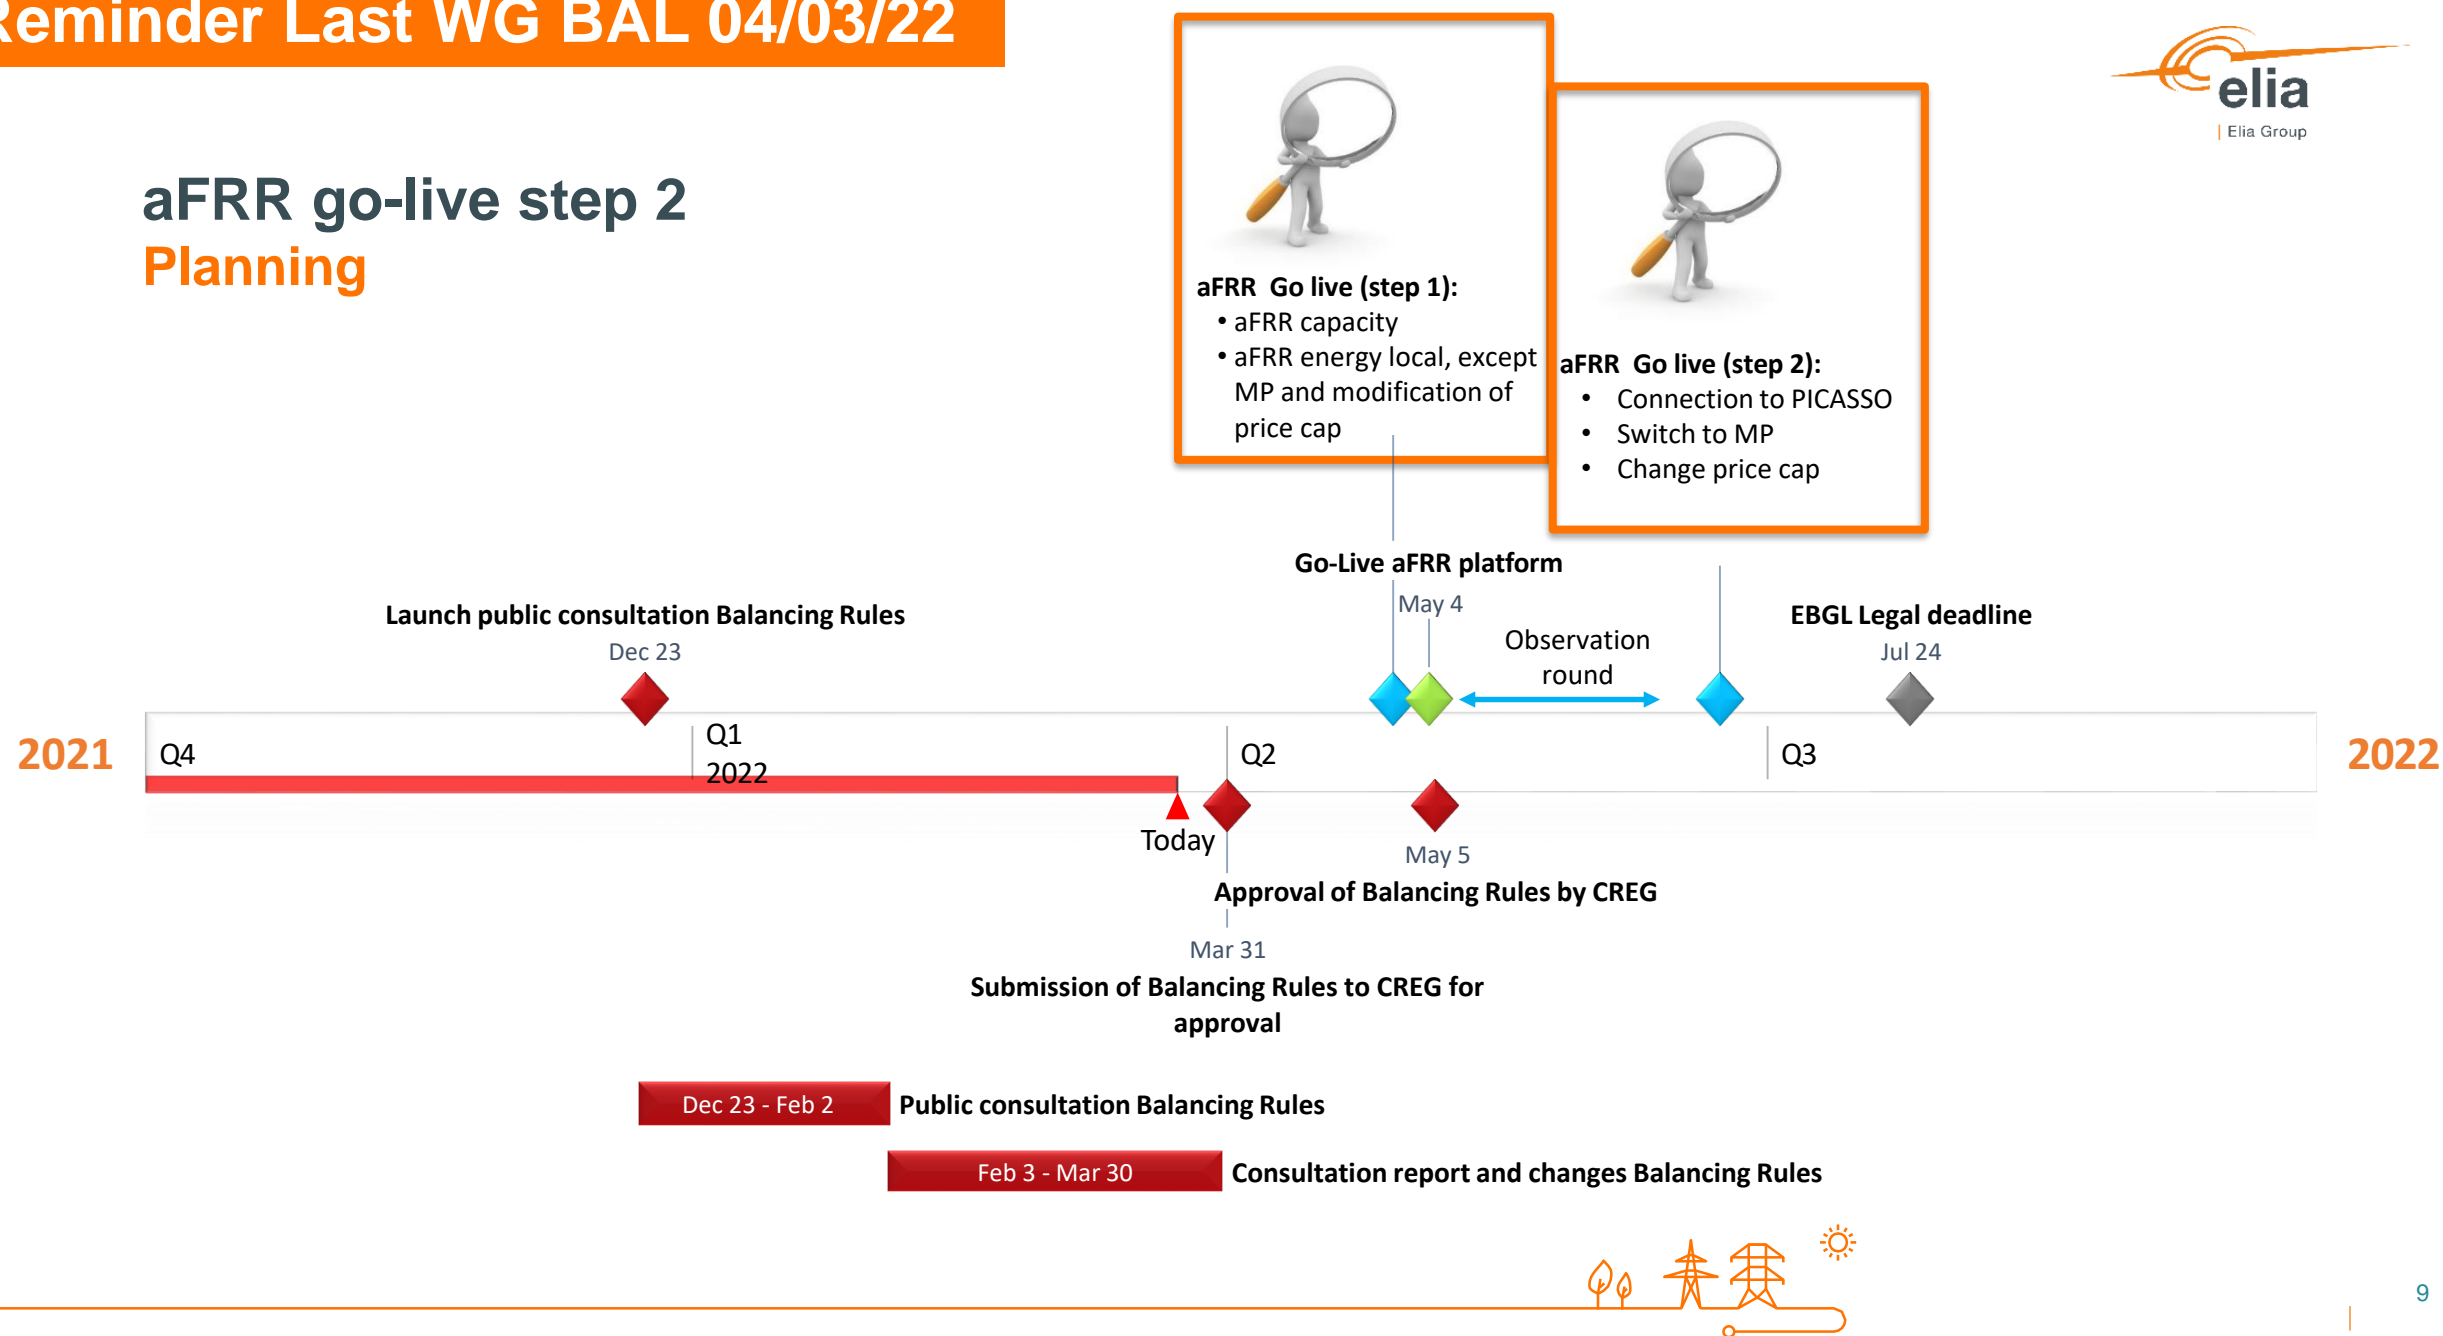 Reminder Last WG BAL 04/03/22
elia
Elia Group
aFRR go-live step 2
Planning
aFRR Go live (step 1):
• aFRR capacity
• aFRR energy local, except
MP and modification of
price cap
aFRR Go live (step 2):
• Connection to PICASSO
• Switch to MP
• Change price cap
Go-Live aFRR platform
May 4
Launch public consultation Balancing Rules
Dec 23
Observation
round
EBGL Legal deadline
Jul 24
2021
Q4
Q1
2022
Q2
Q3
2022
Today
May 5
Approval of Balancing Rules by CREG
Mar 31
Submission of Balancing Rules to CREG for
approval
Dec 23 - Feb 2
Public consultation Balancing Rules
Feb 3 - Mar 30
Consultation report and changes Balancing Rules
9